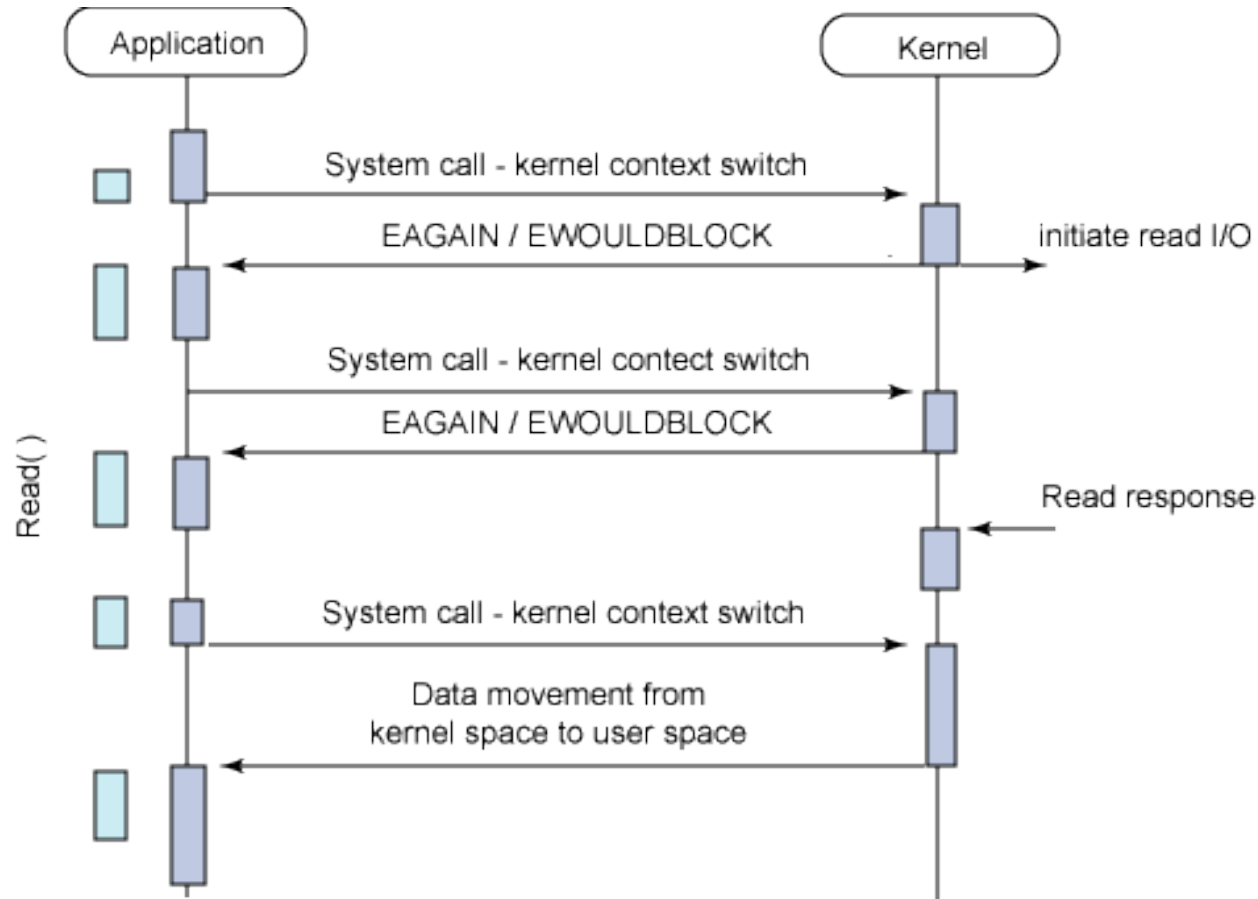 Application
Kernel
System call - kernel context switch
EAGAIN / EWOULDBLOCK
initiate read I/O
System call - kernel contect switch
EAGAIN / EWOULDBLOCK
Read( )
Read response
System call - kernel context switch
Data movement from
kernel space to user space